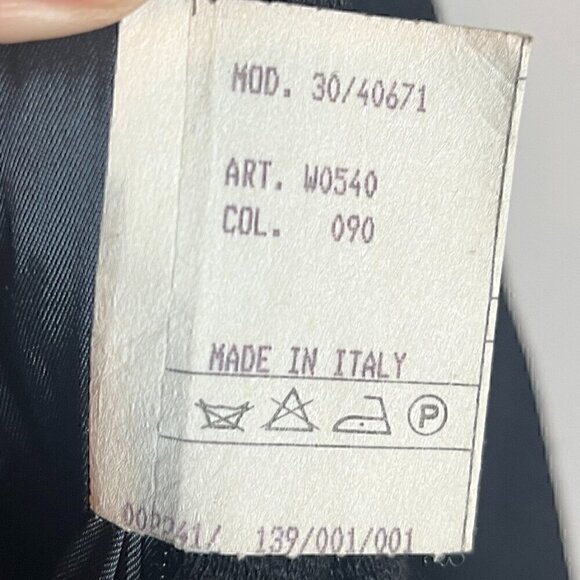 MOD. 30/40671
ART. W0540
COL. 090
MADE IN ITALY
P
139/001/001